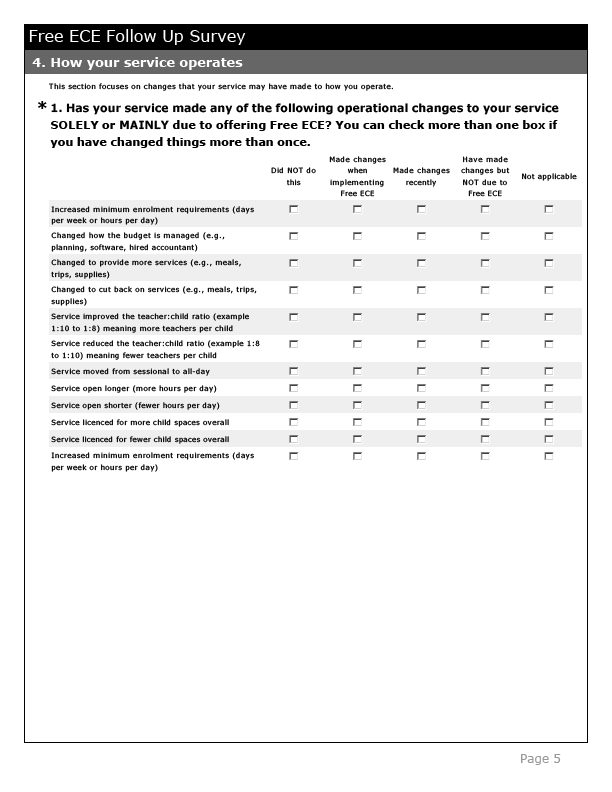 Free ECE Follow Up Survey
4. How your service operates
This section focuses on changes that your service may have made to how you operate.
* 1. Has your service made any of the following operational changes to your service
SOLELY or MAINLY due to offering Free ECE? You can check more than one box if
you have changed things more than once.
Did NOT do
this
Made changes
when
implementing
Free ECE
Made changes
recently
Have made
changes but
NOT due to
Free ECE
Not applicable
Increased minimum enrolment requirements (days
per week or hours per day)
Changed how the budget is managed (e.g.,
planning, software, hired accountant)
Changed to provide more services (e.g., meals,
trips, supplies)
Changed to cut back on services (e.g., meals, trips,
supplies)
Service improved the teacher:child ratio (example
1:10 to 1:8) meaning more teachers per child
Service reduced the teacher:child ratio (example 1:8
to 1:10) meaning fewer teachers per child
Service moved from sessional to all-day
Service open longer (more hours per day)
Service open shorter (fewer hours per day)
Service licenced for more child spaces overall
Service licenced for fewer child spaces overall
Increased minimum enrolment requirements (days
per week or hours per day)
Page 5